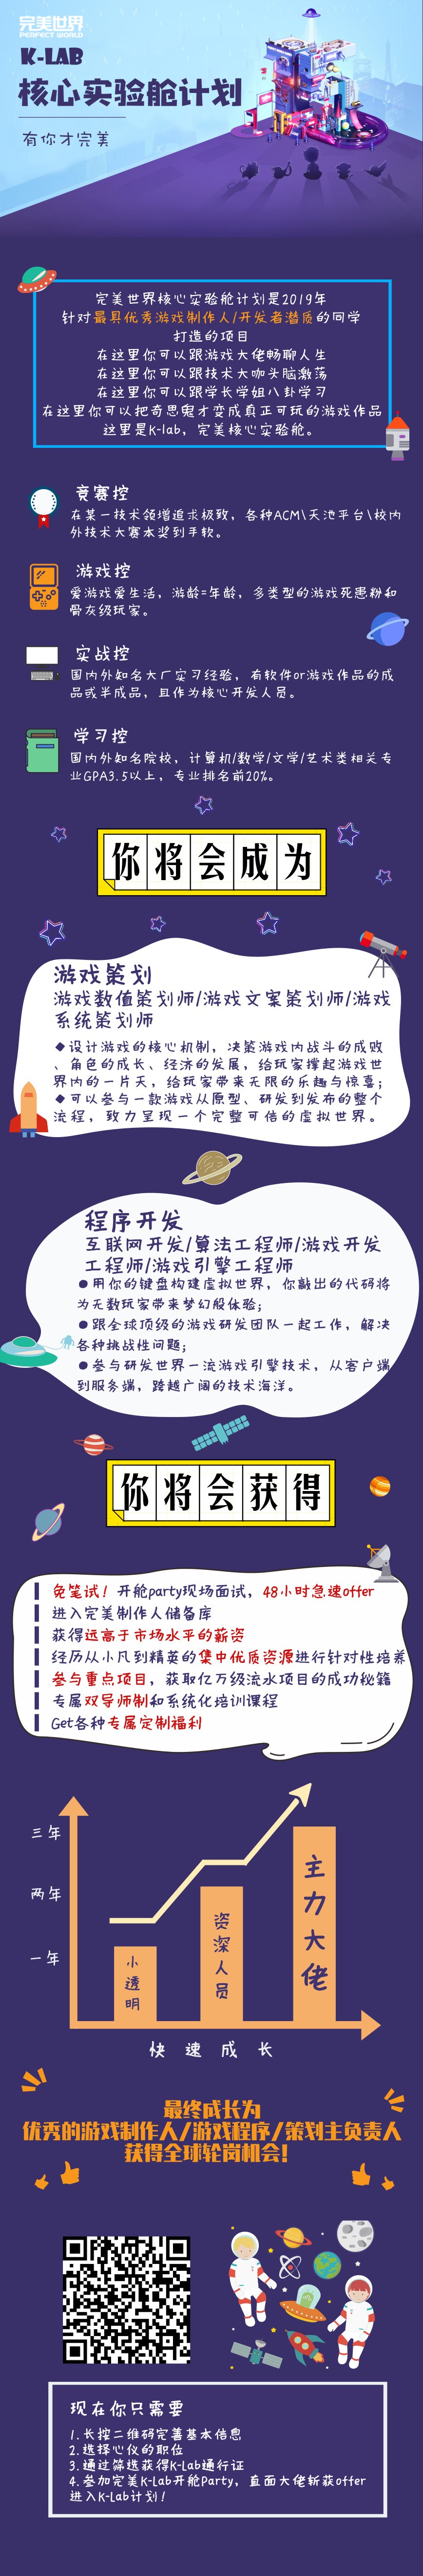 完美世界
PERFECT WORLD
K-LAB
核心实验舱计划
有你才完美
完美世界核心实验舱计划是2019年
针对最具优秀游戏制作人/开发者潜质的同学
打造的项目
在这里你可以跟游戏大佬畅聊人生
在这里你可以跟技术大咖头脑激荡
在这里你可以跟学长学姐八卦学习
在这里你可以把奇思鬼才变成真正可玩的游戏作品
这里是K-lab，完美核心实验舱。
竞赛控
在某一技术领增追求极致，各种ACM\天池平台\校内
外技术大赛本奖到手软。
游戏控
爱游戏爱生活，游龄=年龄，多类型的游戏死忠粉和
骨灰级玩家。
实战控
国内外知名大厂实习经验，有软件or游戏作品的成
品或半成品，且作为核心开发人员。
学习控
国内外知名院校，计算机/数学/文学/艺术类相关专
业GPA3.5以上，专业排名前20%。
你将会成为
游戏策划
游戏数值策划师/游戏文案策划师/游戏
系统策划师
◆设计游戏的核心机制，决策游戏内战斗的成败
、角色的成长、经济的发展，给玩家撑起游戏世
界内的一片天，给玩家带来无限的乐趣与惊喜；
◆可以参与一款游戏从原型、研发到发布的整个
流程，致力呈现一个完整可信的虚拟世界。
程序开发
互联网开发/算法工程师/游戏开发
工程师/游戏引擎工程师
●用你的键盘构建虚拟世界，你敲出的代码将
为无数玩家带来梦幻般体验；
●跟全球顶级的游戏研发团队一起工作，解决
各种挑战性问题；
●参与研发世界一流游戏引擎技术，从客户端
到服务端，跨越广阔的技术海洋。
你将会获得
免笔试！开舱party现场面试，48小时急速offer
进入完美制作人储备库
获得远高于市场水平的薪资
经历从小凡到精英的集中优质资源进行针对性培养
参与重点项目，获取亿万级流水项目的成功秘籍
专属双导师制和系统化培训课程
Get各种专属定制福利
三年
两年
一年
小透明
资深人员
主力大佬
快速成长
最终成长为
优秀的游戏制作人/游戏程序/策划主负责人
获得全球轮岗机会！
现在你只需要
1.长按二维码完善基本信息
2.选择心仪的职位
3.通过筛选获得K-Lab通行证
4.参加完美K-Lab开舱Party，直面大佬斩获offer
进入K-Lab计划！